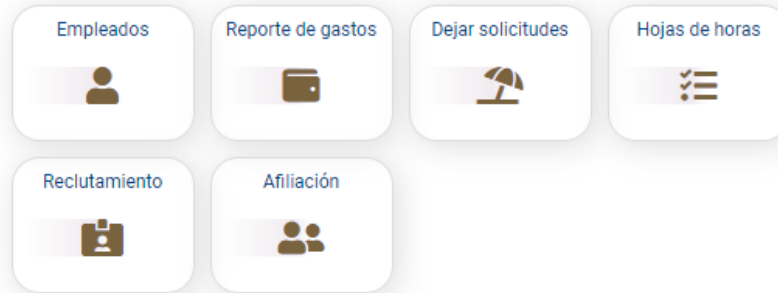 Empleados
Reporte de gastos
Dejar solicitudes
Hojas de horas
Reclutamiento
Afiliación